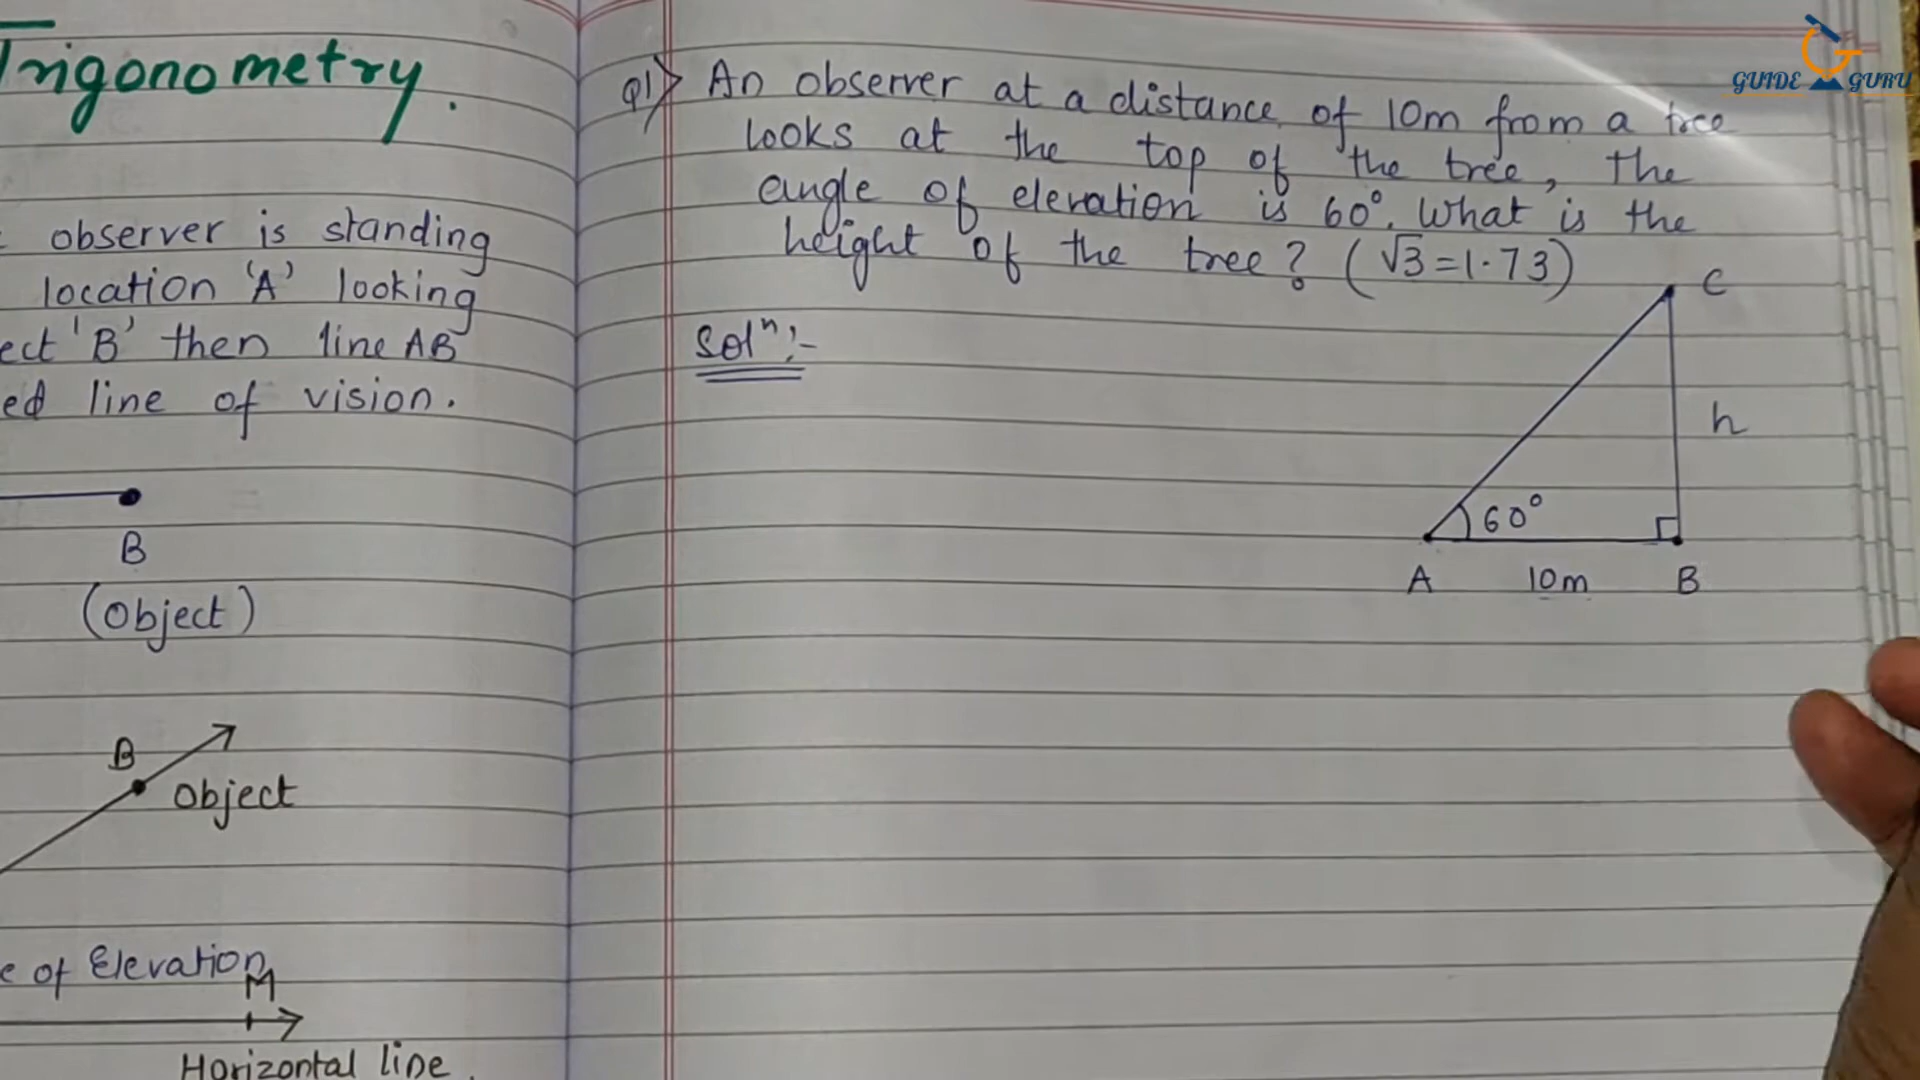 Trigonometry.
observer is standing
location 'A' looking
ect 'B' then line AB
ed line of vision.
B
(Object)
B
Object
e of Elevation
M
Horizontal line.
Q1) An observer at a distance of 10m from a tree
looks at the top of the tree, the
angle of elevation is 60°. What is the
height of the tree? (√3=1.73)
Solⁿ:-
C
h
60°
A 10m B
GUIDE GURU